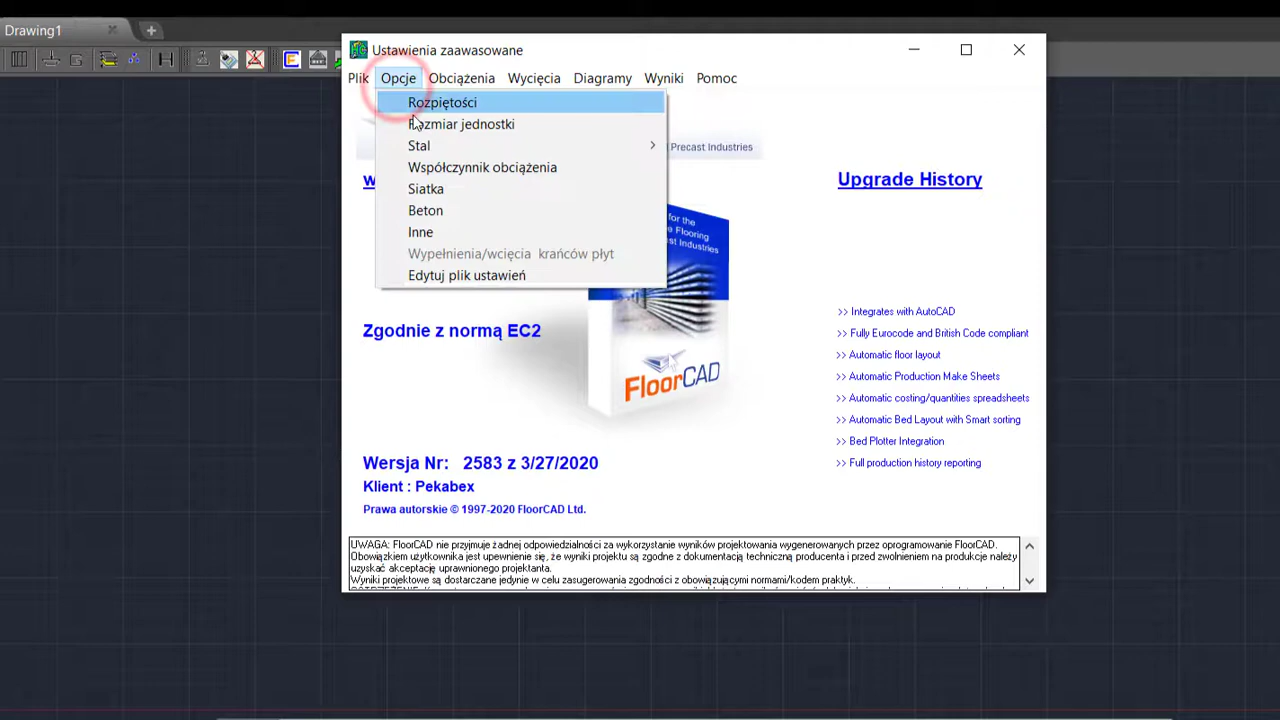 Drawing1
Ustawienia zaawasowane
Plik Opcje Obciążenia Wycięcia Diagramy Wyniki Pomoc
Rozpiętości
Rozmiar jednostki
Stal
Współczynnik obciążenia
Siatka
Beton
Inne
Wypełnienia/wcięcia krańców płyt
Edytuj plik ustawień
Precast Industries
w
Upgrade History
for the
Flooring
Industries
FloorCAD
Zgodnie z normą EC2
>> Integrates with AutoCAD
>> Fully Eurocode and British Code compliant
>> Automatic floor layout
>> Automatic Production Make Sheets
>> Automatic costing/quantities spreadsheets
>> Automatic Bed Layout with Smart sorting
>> Bed Plotter Integration
>> Full production history reporting
Wersja Nr: 2583 z 3/27/2020
Klient : Pekabex
Prawa autorskie © 1997-2020 FloorCAD Ltd.
UWAGA: FloorCAD nie przyjmuje żadnej odpowiedzialności za wykorzystanie wyników projektowania wygenerowanych przez oprogramowanie FloorCAD.
Obowiązkiem użytkownika jest upewnienie się, że wyniki projektu są zgodne z dokumentacją techniczną producenta i przed zwolnieniem na produkcje należy
uzyskać akceptację uprawnionego projektanta.
Wyniki projektowe są dostarczane jedynie w celu zasugerowania zgodności z obowiązującymi normami/kodem praktyk.